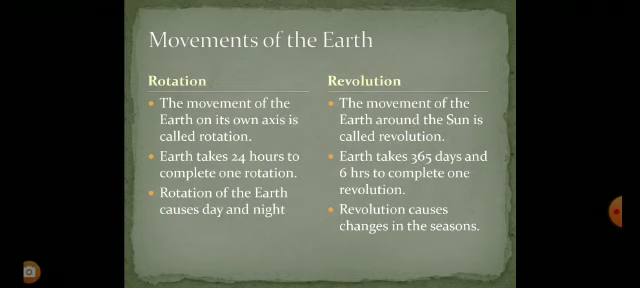 Movements of the Earth
Rotation
• The movement of the
Earth on its own axis is
called rotation.
• Earth takes 24 hours to
complete one rotation.
• Rotation of the Earth
causes day and night
Revolution
• The movement of the
Earth around the Sun is
called revolution.
• Earth takes 365 days and
6 hrs to complete one
revolution.
• Revolution causes
changes in the seasons.